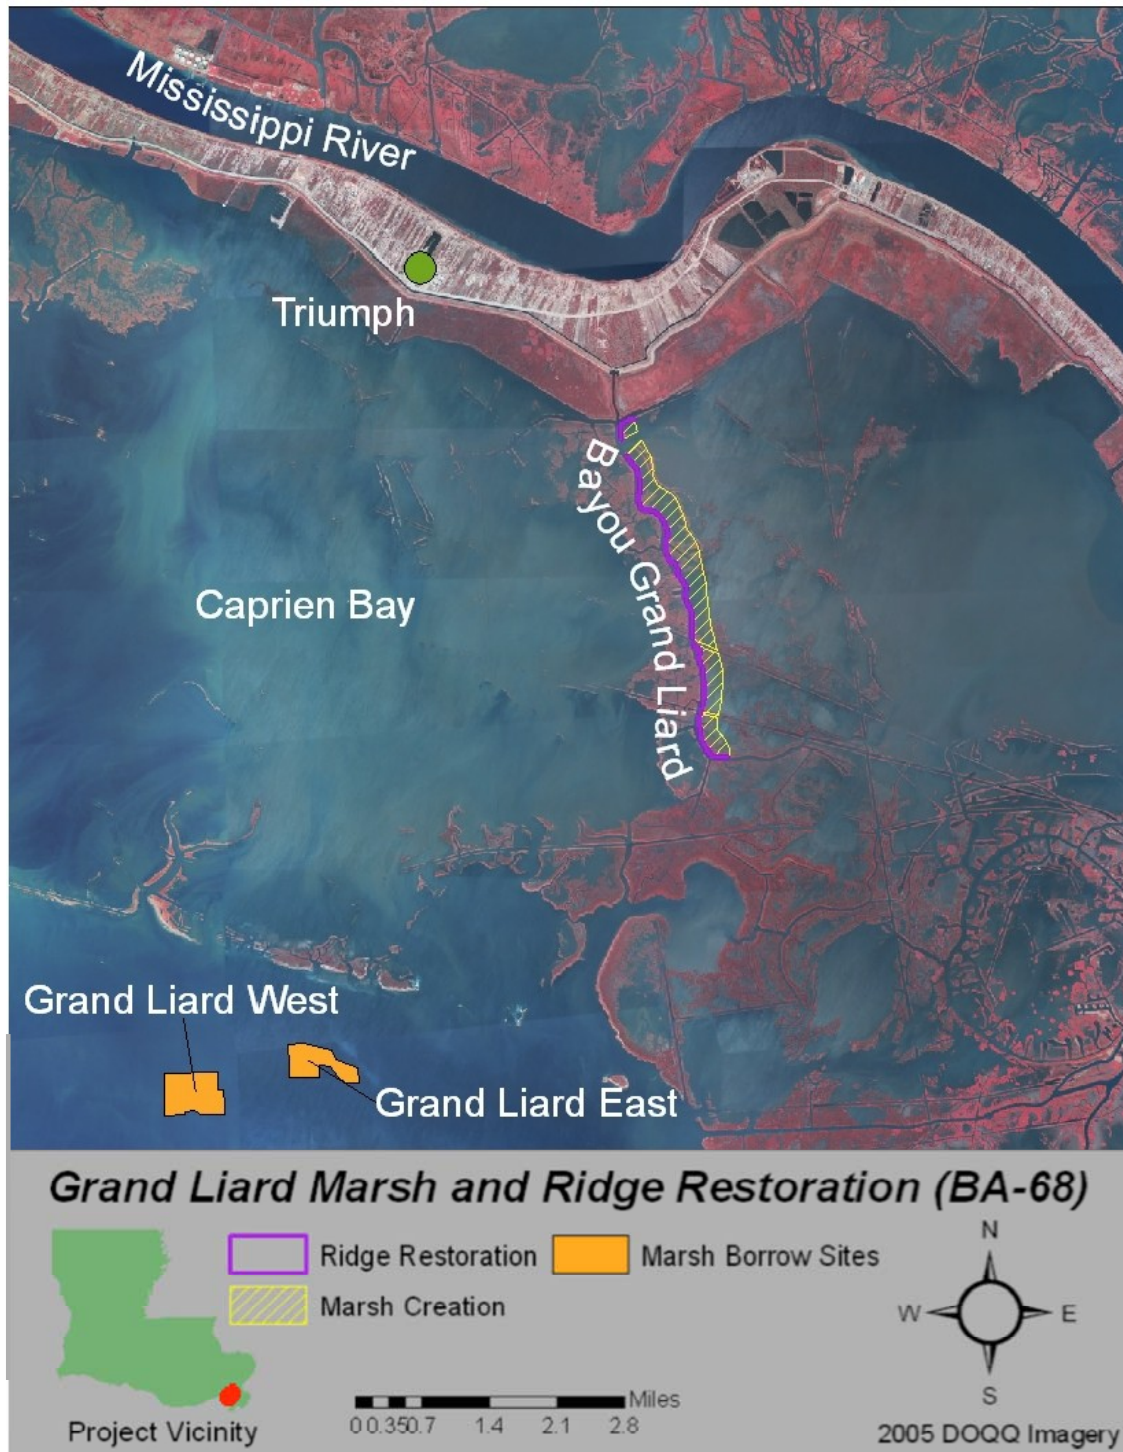 Mississippi River
Triumph
Bayou Grand Liard
Caprien Bay
Grand Liard West
Grand Liard East
Grand Liard Marsh and Ridge Restoration (BA-68)
Ridge Restoration
Marsh Borrow Sites
Marsh Creation
N
W
E
S
Miles
0 0.35 0.7 1.4 2.1 2.8
Project Vicinity
2005 DOQQ Imagery